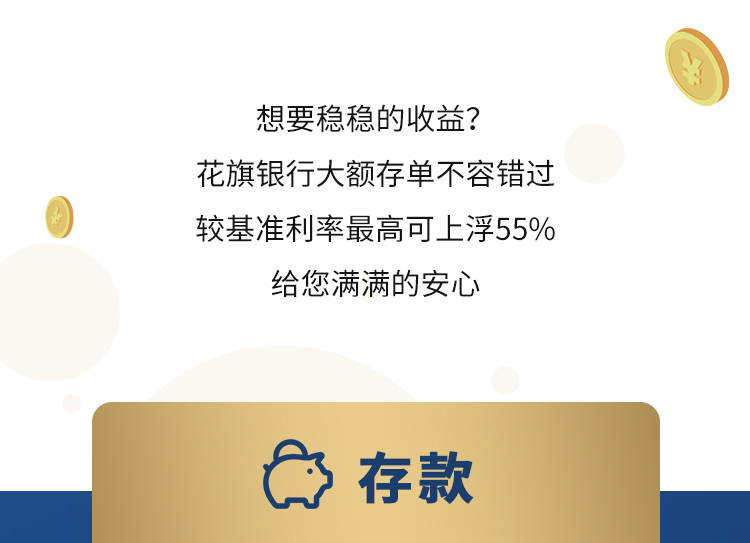 想要稳稳的收益？
花旗银行大额存单不容错过
较基准利率最高可上浮55%
给您满满的安心
存款